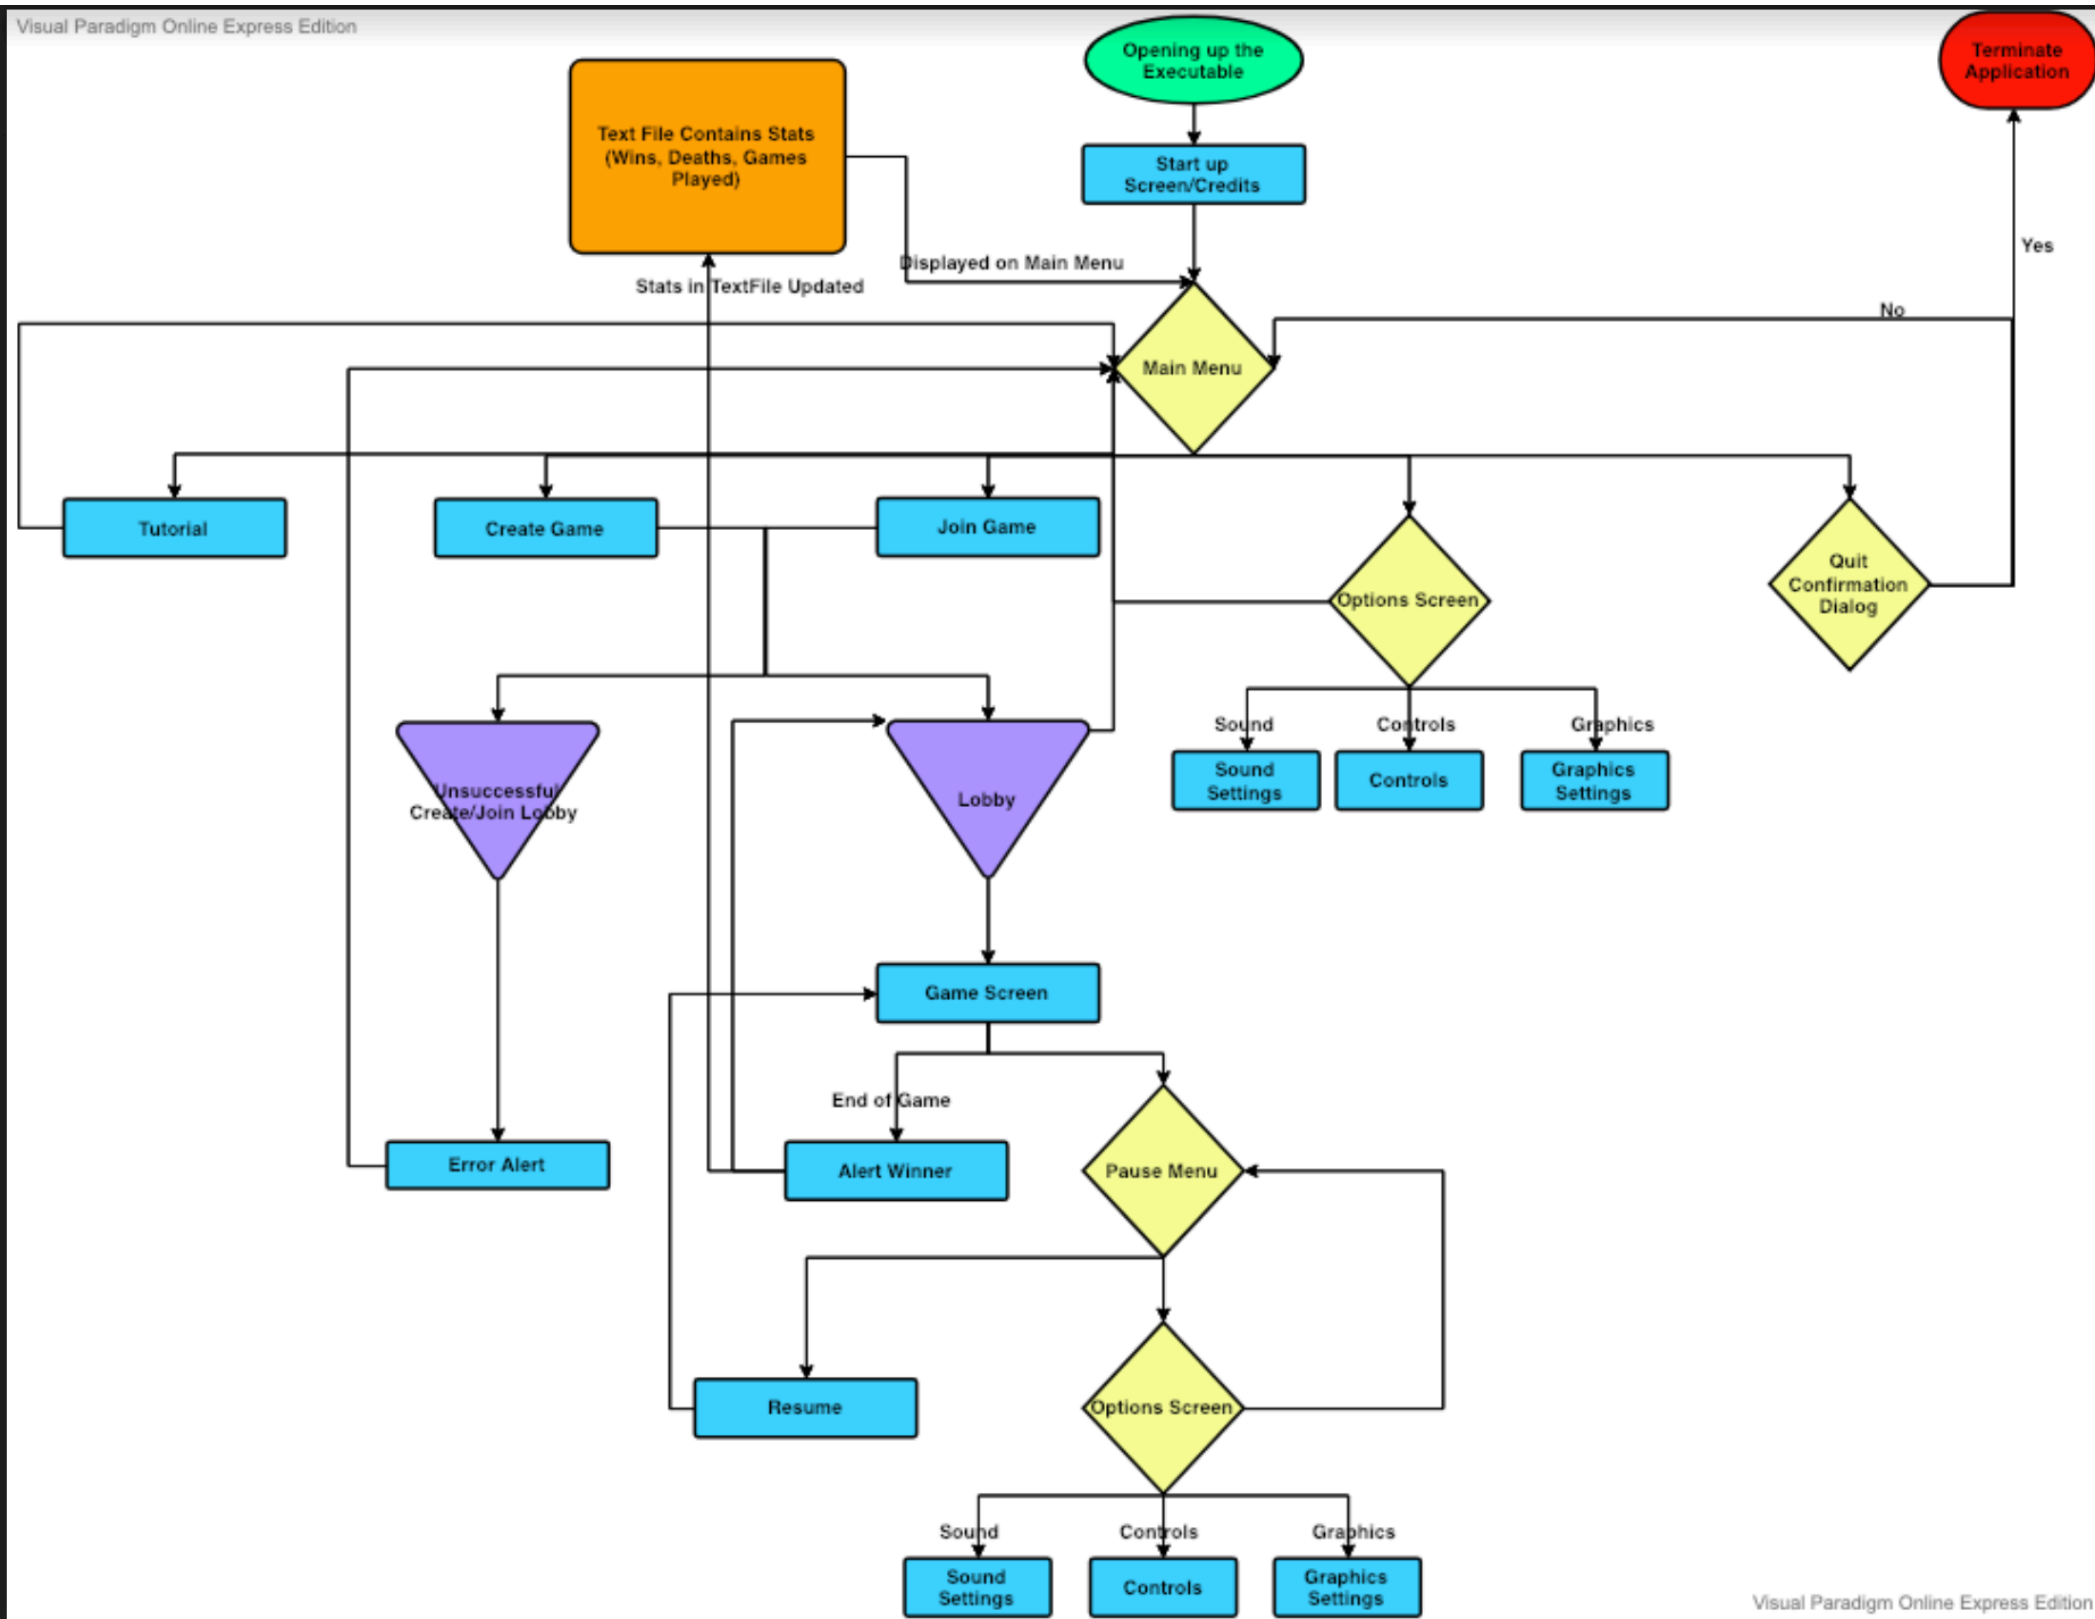 Visual Paradigm Online Express Edition
Opening up the
Executable
Terminate
Application
Text File Contains Stats
(Wins, Deaths, Games
Played)
Start up
Screen/Credits
Yes
Displayed on Main Menu
Stats in TextFile Updated
No
Main Menu
Tutorial
Create Game
Join Game
Options Screen
Quit
Confirmation
Dialog
Sound
Controls
Graphics
Sound
Settings
Controls
Graphics
Settings
Unsuccessful
Create/Join Lobby
Lobby
Game Screen
End of Game
Error Alert
Alert Winner
Pause Menu
Resume
Options Screen
Sound
Controls
Graphics
Sound
Settings
Controls
Graphics
Settings
Visual Paradigm Online Express Edition